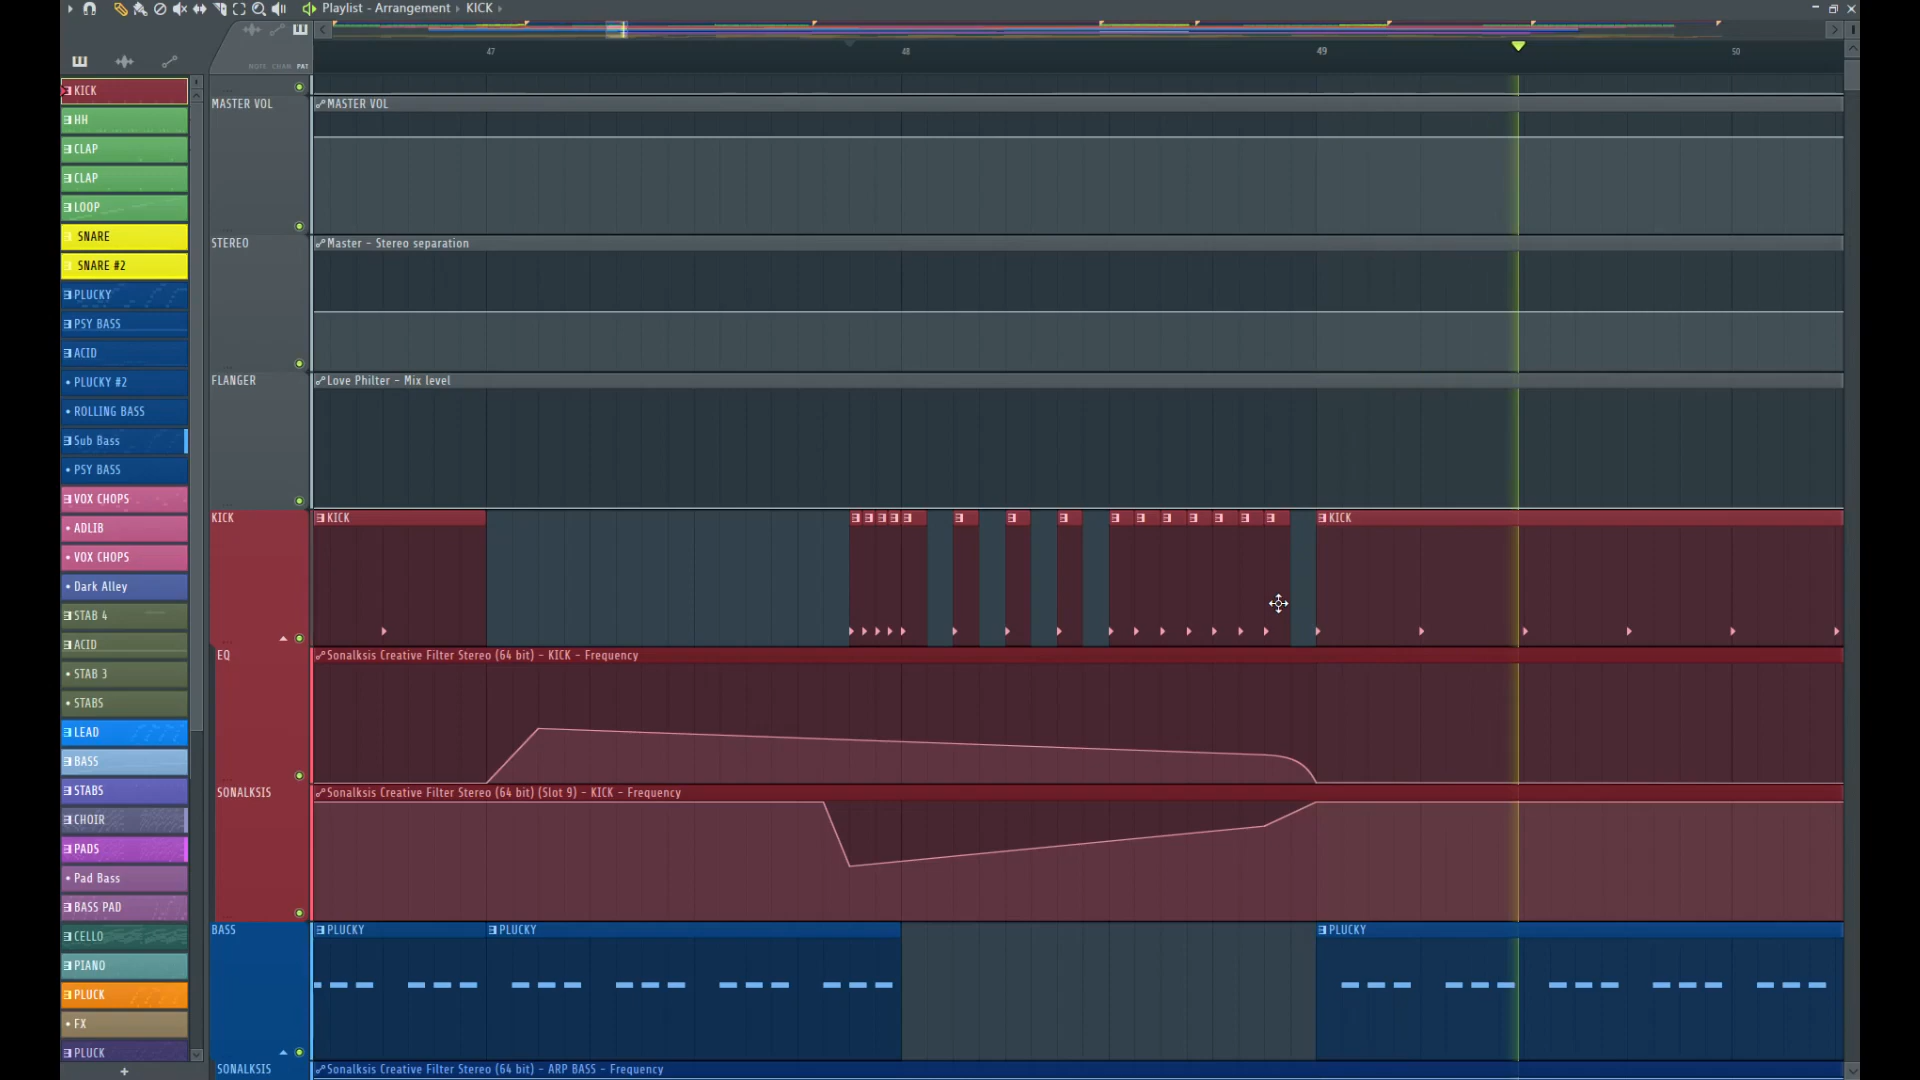 Playlist - Arrangement › KICK ›
NOTE CHAN PAT
47 48 49 50
KICK
HH
CLAP
CLAP
LOOP
SNARE
SNARE #2
PLUCKY
PSY BASS
ACID
PLUCKY #2
ROLLING BASS
Sub Bass
PSY BASS
VOX CHOPS
ADLIB
VOX CHOPS
Dark Alley
STAB 4
ACID
STAB 3
STABS
LEAD
BASS
STABS
CHOIR
PADS
Pad Bass
BASS PAD
CELLO
PIANO
PLUCK
FX
PLUCK
+
MASTER VOL
MASTER VOL
STEREO
Master - Stereo separation
FLANGER
Love Philter - Mix level
KICK
KICK
KICK
EQ
Sonalksis Creative Filter Stereo (64 bit) - KICK - Frequency
SONALKSIS
Sonalksis Creative Filter Stereo (64 bit) (Slot 9) - KICK - Frequency
BASS
PLUCKY
PLUCKY
PLUCKY
SONALKSIS
Sonalksis Creative Filter Stereo (64 bit) - ARP BASS - Frequency